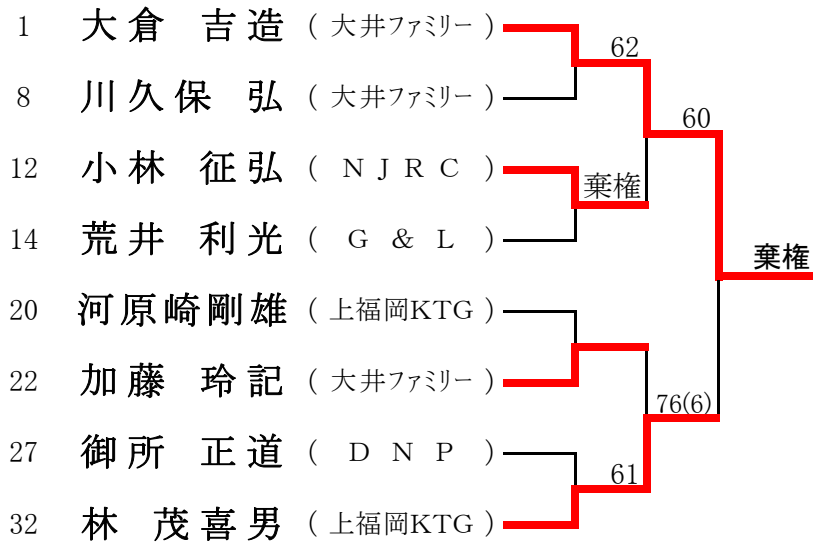 1 大倉 吉造 ( 大井ファミリー )
62
8 川久保 弘 ( 大井ファミリー )
60
12 小林 征弘 ( N J R C )
棄権
14 荒井 利光 ( G & L )
棄権
20 河原崎剛雄 ( 上福岡KTG )
22 加藤 玲記 ( 大井ファミリー )
76(6)
27 御所 正道 ( D N P )
61
32 林 茂喜男 ( 上福岡KTG )